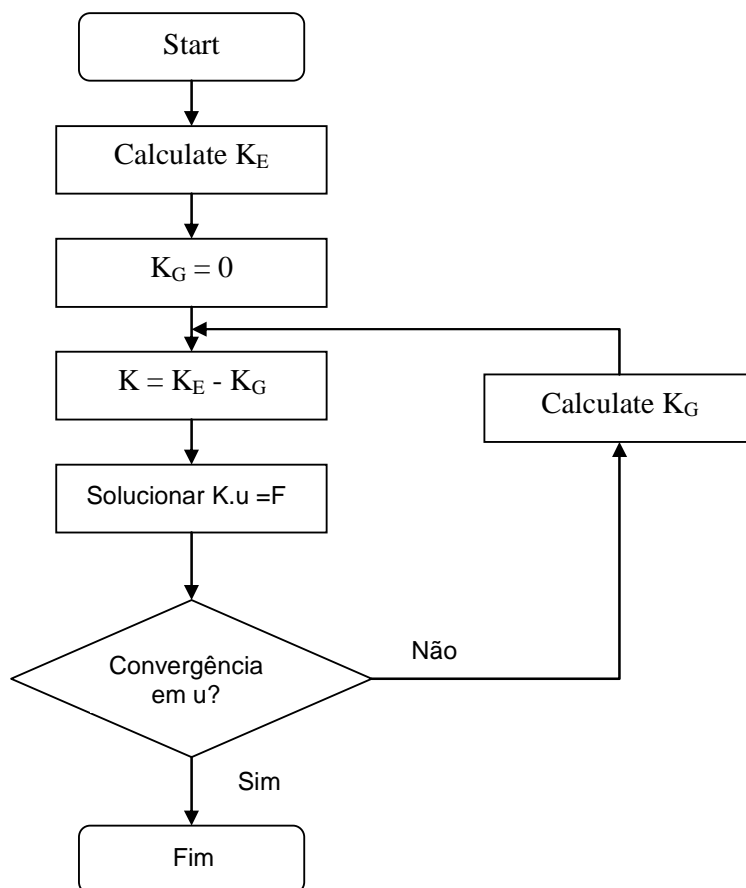 Start
Calculate K_E
K_G = 0
K = K_E - K_G
Calculate K_G
Solucionar K.u =F
Convergência
em u?
Não
Sim
Fim